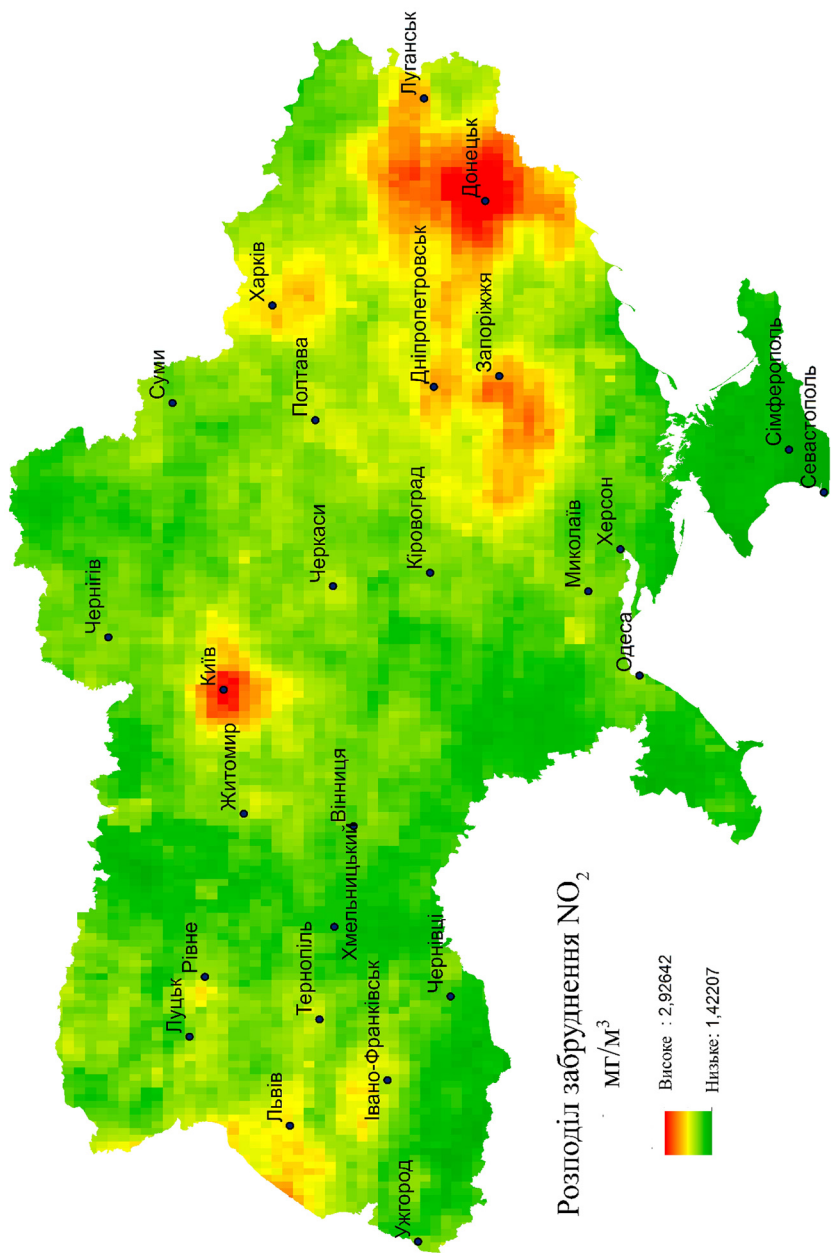 Чернігів
Суми
Луцьк
Рівне
Київ
Житомир
Харків
Львів
Тернопіль
Хмельницький
Вінниця
Черкаси
Полтава
Луганськ
Ужгород
Івано-Франківськ
Чернівці
Кіровоград
Дніпропетровськ
Донецьк
Запоріжжя
Миколаїв
Херсон
Одеса
Сімферополь
Севастополь
Розподіл забруднення NO₂
мг/м³
Високе : 2,92642
Низьке: 1,42207